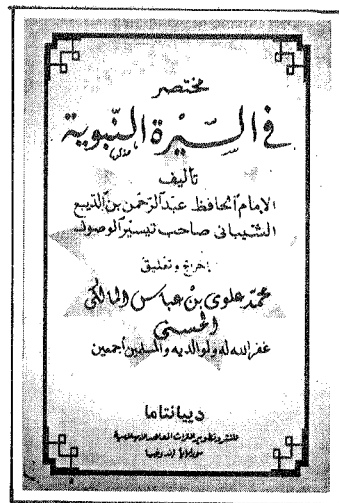 مختصر
في السيرة النبوية
تأليف
الإمام الحافظ عبد الرحمن بن الديبع
الشيباني صاحب تيسير الوصول
إخراج وتعليق
محمد علوي بن عباس المالكي
الحسني
غفر الله له ولوالديه والمسلمين أجمعين
ديبانتاما